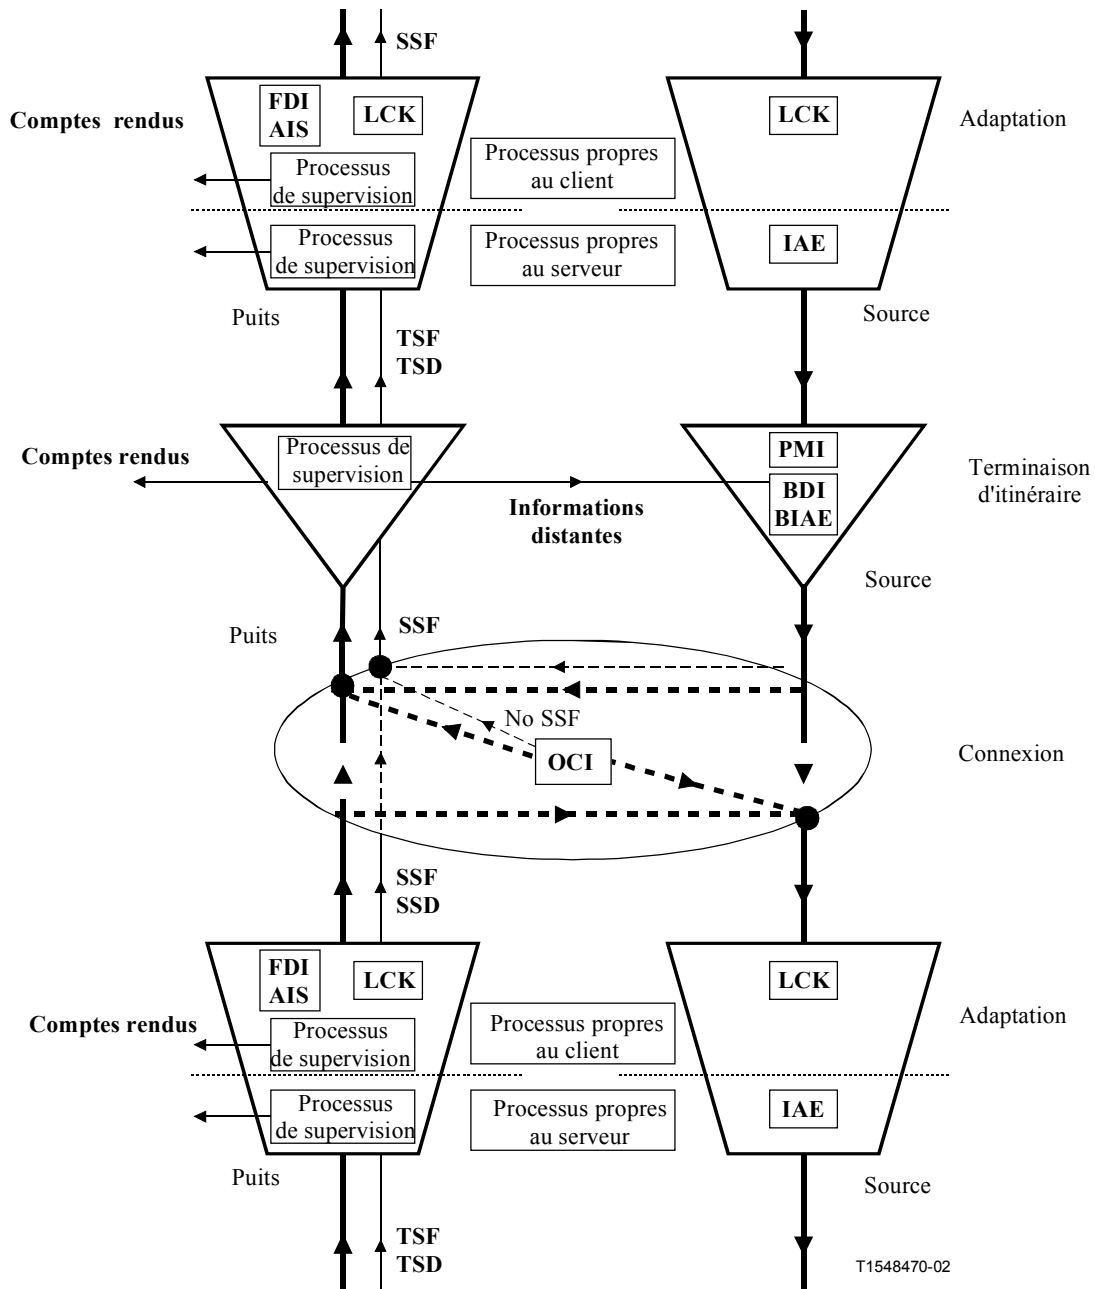 SSF
FDI
AIS
LCK
LCK
Comptes rendus
Adaptation
Processus
de supervision
Processus propres
au client
Processus
de supervision
Processus propres
au serveur
IAE
Puits
Source
TSF
TSD
Processus de
supervision
PMI
Comptes rendus
BDI
BIAE
Terminaison
d'itinéraire
Informations
distantes
Source
Puits
SSF
No SSF
OCI
Connexion
SSF
SSD
FDI
AIS
LCK
LCK
Comptes rendus
Adaptation
Processus
de supervision
Processus propres
au client
Processus
de supervision
Processus propres
au serveur
IAE
Puits
Source
TSF
TSD
T1548470-02